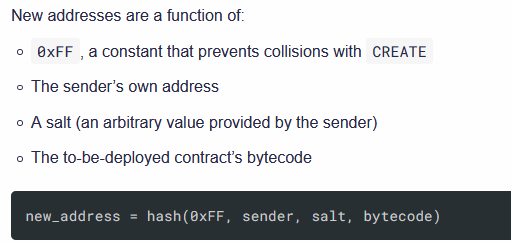 New addresses are a function of:
0xFF , a constant that prevents collisions with CREATE
The sender’s own address
A salt (an arbitrary value provided by the sender)
The to-be-deployed contract’s bytecode
new_address = hash(0xFF, sender, salt, bytecode)